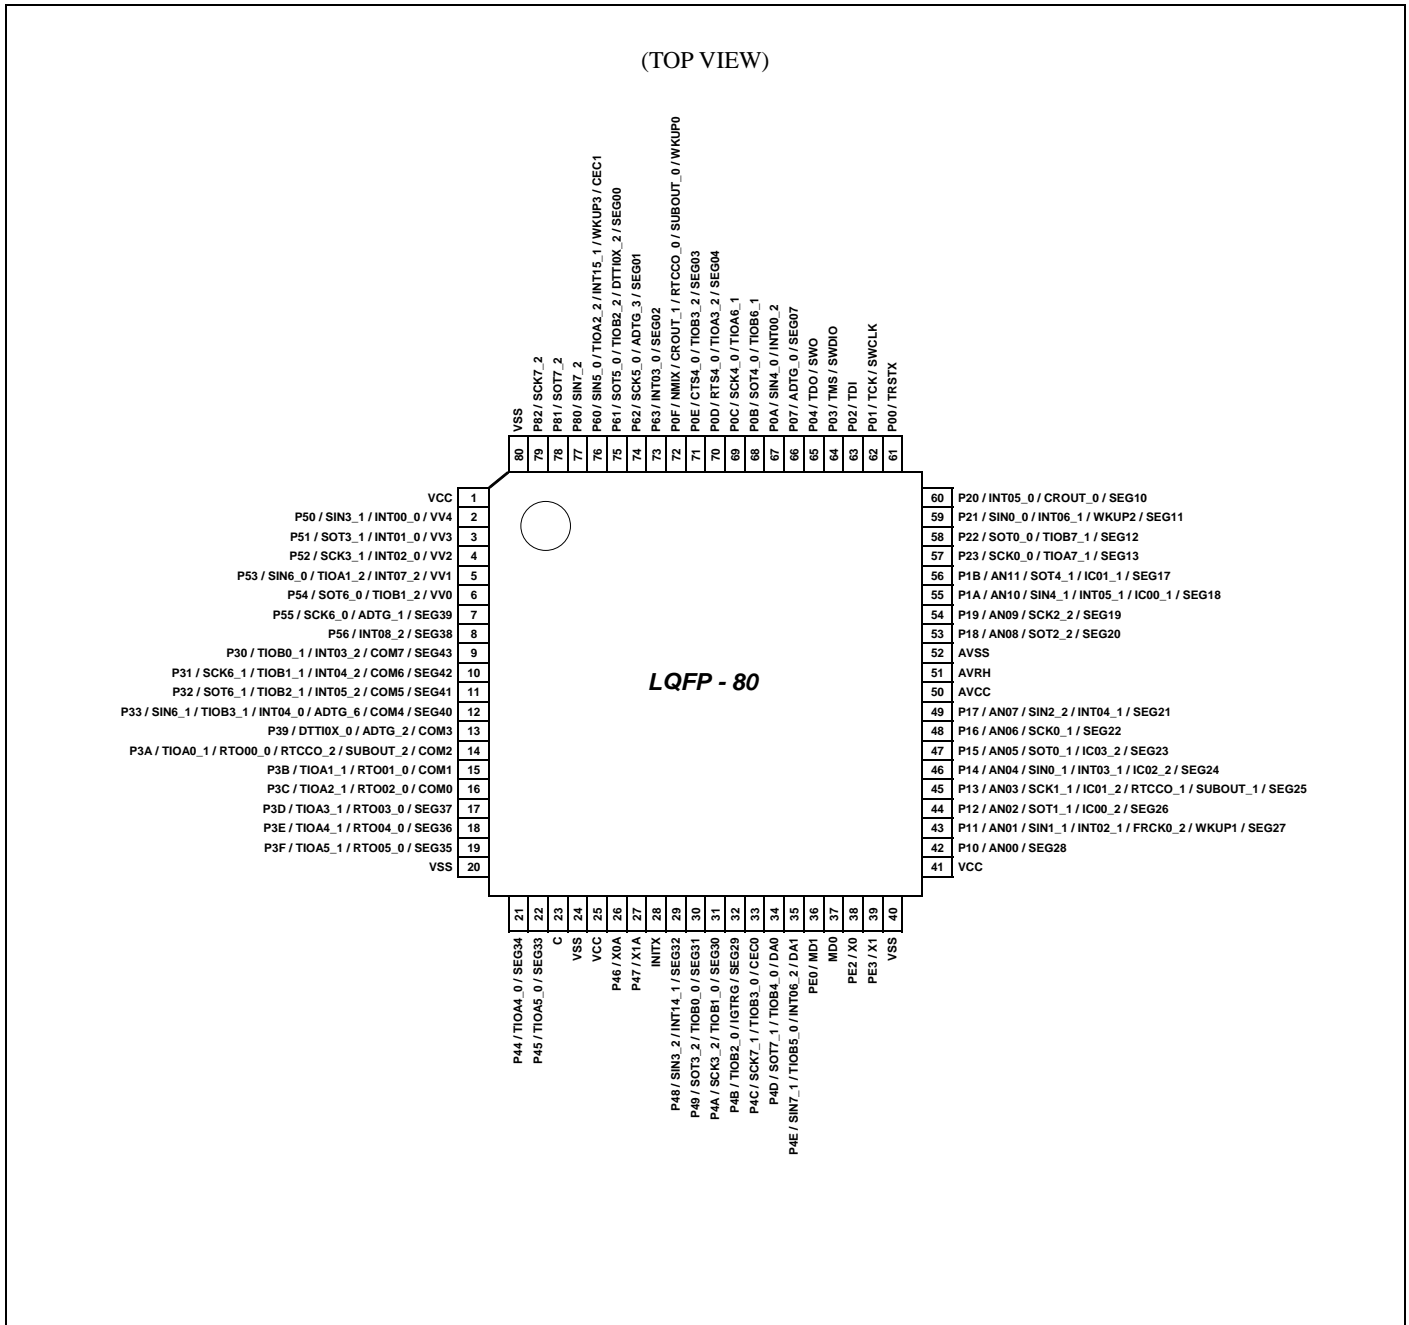 (TOP VIEW)
VSS
P82 / SCK7_2
P81 / SOT7_2
P80 / SIN7_2
P60 / SIN5_0 / TIOA2_2 / INT15_1 / WKUP3 / CEC1
P61 / SOT5_0 / TIOB2_2 / DTTI0X_2 / SEG00
P62 / SCK5_0 / ADTG_3 / SEG01
P63 / INT03_0 / SEG02
P0F / NMIX / CROUT_1 / RTCCO_0 / SUBOUT_0 / WKUP0
P0E / CTS4_0 / TIOB3_2 / SEG03
P0D / RTS4_0 / TIOA3_2 / SEG04
P0C / SCK4_0 / TIOA6_1
P0B / SOT4_0 / TIOB6_1
P0A / SIN4_0 / INT00_2
P07 / ADTG_0 / SEG07
P04 / TDO / SWO
P03 / TMS / SWDIO
P02 / TDI
P01 / TCK / SWCLK
P00 / TRSTX
80 79 78 77 76 75 74 73 72 71 70 69 68 67 66 65 64 63 62 61
VCC 1
P50 / SIN3_1 / INT00_0 / VV4 2
P51 / SOT3_1 / INT01_0 / VV3 3
P52 / SCK3_1 / INT02_0 / VV2 4
P53 / SIN6_0 / TIOA1_2 / INT07_2 / VV1 5
P54 / SOT6_0 / TIOB1_2 / VV0 6
P55 / SCK6_0 / ADTG_1 / SEG39 7
P56 / INT08_2 / SEG38 8
P30 / TIOB0_1 / INT03_2 / COM7 / SEG43 9
P31 / SCK6_1 / TIOB1_1 / INT04_2 / COM6 / SEG42 10
P32 / SOT6_1 / TIOB2_1 / INT05_2 / COM5 / SEG41 11
P33 / SIN6_1 / TIOB3_1 / INT04_0 / ADTG_6 / COM4 / SEG40 12
P39 / DTTI0X_0 / ADTG_2 / COM3 13
P3A / TIOA0_1 / RTO00_0 / RTCCO_2 / SUBOUT_2 / COM2 14
P3B / TIOA1_1 / RTO01_0 / COM1 15
P3C / TIOA2_1 / RTO02_0 / COM0 16
P3D / TIOA3_1 / RTO03_0 / SEG37 17
P3E / TIOA4_1 / RTO04_0 / SEG36 18
P3F / TIOA5_1 / RTO05_0 / SEG35 19
VSS 20
LQFP - 80
60 P20 / INT05_0 / CROUT_0 / SEG10
59 P21 / SIN0_0 / INT06_1 / WKUP2 / SEG11
58 P22 / SOT0_0 / TIOB7_1 / SEG12
57 P23 / SCK0_0 / TIOA7_1 / SEG13
56 P1B / AN11 / SOT4_1 / IC01_1 / SEG17
55 P1A / AN10 / SIN4_1 / INT05_1 / IC00_1 / SEG18
54 P19 / AN09 / SCK2_2 / SEG19
53 P18 / AN08 / SOT2_2 / SEG20
52 AVSS
51 AVRH
50 AVCC
49 P17 / AN07 / SIN2_2 / INT04_1 / SEG21
48 P16 / AN06 / SCK0_1 / SEG22
47 P15 / AN05 / SOT0_1 / IC03_2 / SEG23
46 P14 / AN04 / SIN0_1 / INT03_1 / IC02_2 / SEG24
45 P13 / AN03 / SCK1_1 / IC01_2 / RTCCO_1 / SUBOUT_1 / SEG25
44 P12 / AN02 / SOT1_1 / IC00_2 / SEG26
43 P11 / AN01 / SIN1_1 / INT02_1 / FRCK0_2 / WKUP1 / SEG27
42 P10 / AN00 / SEG28
41 VCC
21 22 23 24 25 26 27 28 29 30 31 32 33 34 35 36 37 38 39 40
P44 / TIOA4_0 / SEG34
P45 / TIOA5_0 / SEG33
C
VSS
VCC
P46 / X0A
P47 / X1A
INITX
P48 / SIN3_2 / INT14_1 / SEG32
P49 / SOT3_2 / TIOB0_0 / SEG31
P4A / SCK3_2 / TIOB1_0 / SEG30
P4B / TIOB2_0 / IGTRG / SEG29
P4C / SCK7_1 / TIOB3_0 / CEC0
P4D / SOT7_1 / TIOB4_0 / DA0
P4E / SIN7_1 / TIOB5_0 / INT06_2 / DA1
PE0 / MD1
MD0
PE2 / X0
PE3 / X1
VSS